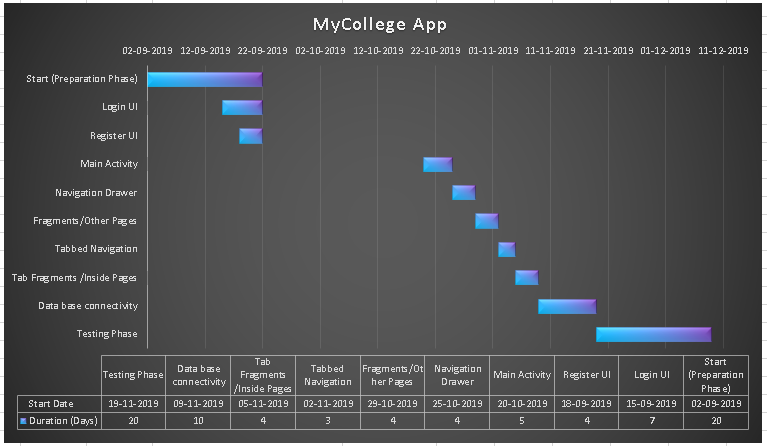 MyCollege App
02-09-2019 12-09-2019 22-09-2019 02-10-2019 12-10-2019 22-10-2019 01-11-2019 11-11-2019 21-11-2019 01-12-2019 11-12-2019
Start (Preparation Phase)
Login UI
Register UI
Main Activity
Navigation Drawer
Fragments/Other Pages
Tabbed Navigation
Tab Fragments /Inside Pages
Data base connectivity
Testing Phase
Testing Phase
Data base
connectivity
Tab
Fragments
/Inside Pages
Tabbed
Navigation
Fragments/Ot
her Pages
Navigation
Drawer
Main Activity
Register UI
Login UI
Start
(Preparation
Phase)
Start Date 19-11-2019 09-11-2019 05-11-2019 02-11-2019 29-10-2019 25-10-2019 20-10-2019 18-09-2019 15-09-2019 02-09-2019
Duration (Days) 20 10 4 3 4 4 5 4 7 20